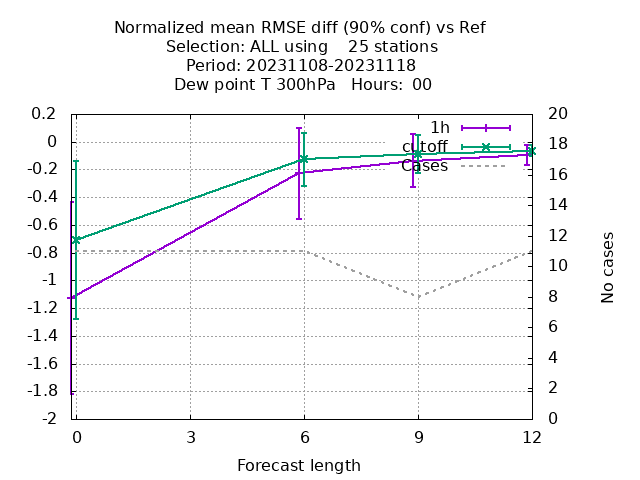 Normalized mean RMSE diff (90% conf) vs Ref
Selection: ALL using    25 stations
Period: 20231108-20231118
Dew point T 300hPa   Hours: 00
0.2
0
-0.2
-0.4
-0.6
-0.8
-1
-1.2
-1.4
-1.6
-1.8
-2
1h
cutoff
Cases
20
18
16
14
12
10
8
6
4
2
0
No cases
0 3 6 9 12
Forecast length